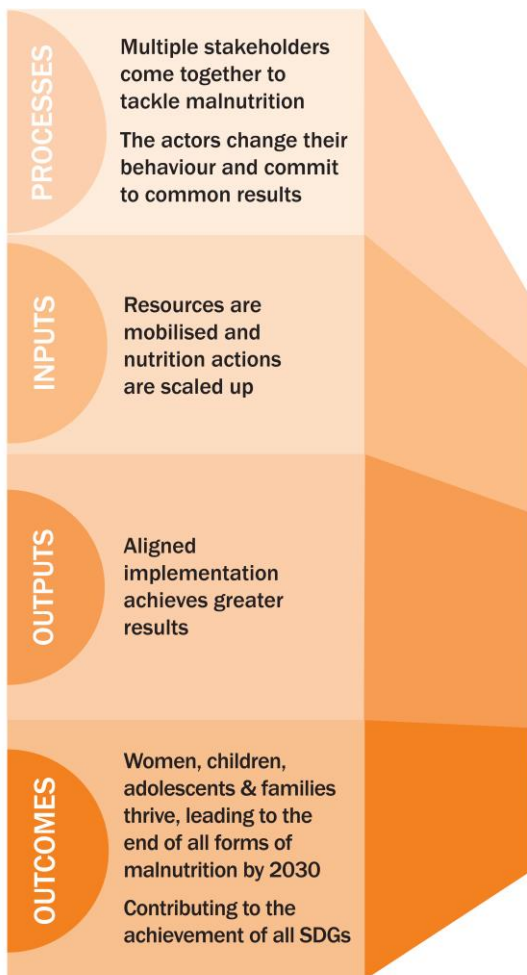 PROCESSES
Multiple stakeholders
come together to
tackle malnutrition
The actors change their
behaviour and commit
to common results
INPUTS
Resources are
mobilised and
nutrition actions
are scaled up
OUTPUTS
Aligned
implementation
achieves greater
results
OUTCOMES
Women, children,
adolescents & families
thrive, leading to the
end of all forms of
malnutrition by 2030
Contributing to the
achievement of all SDGs